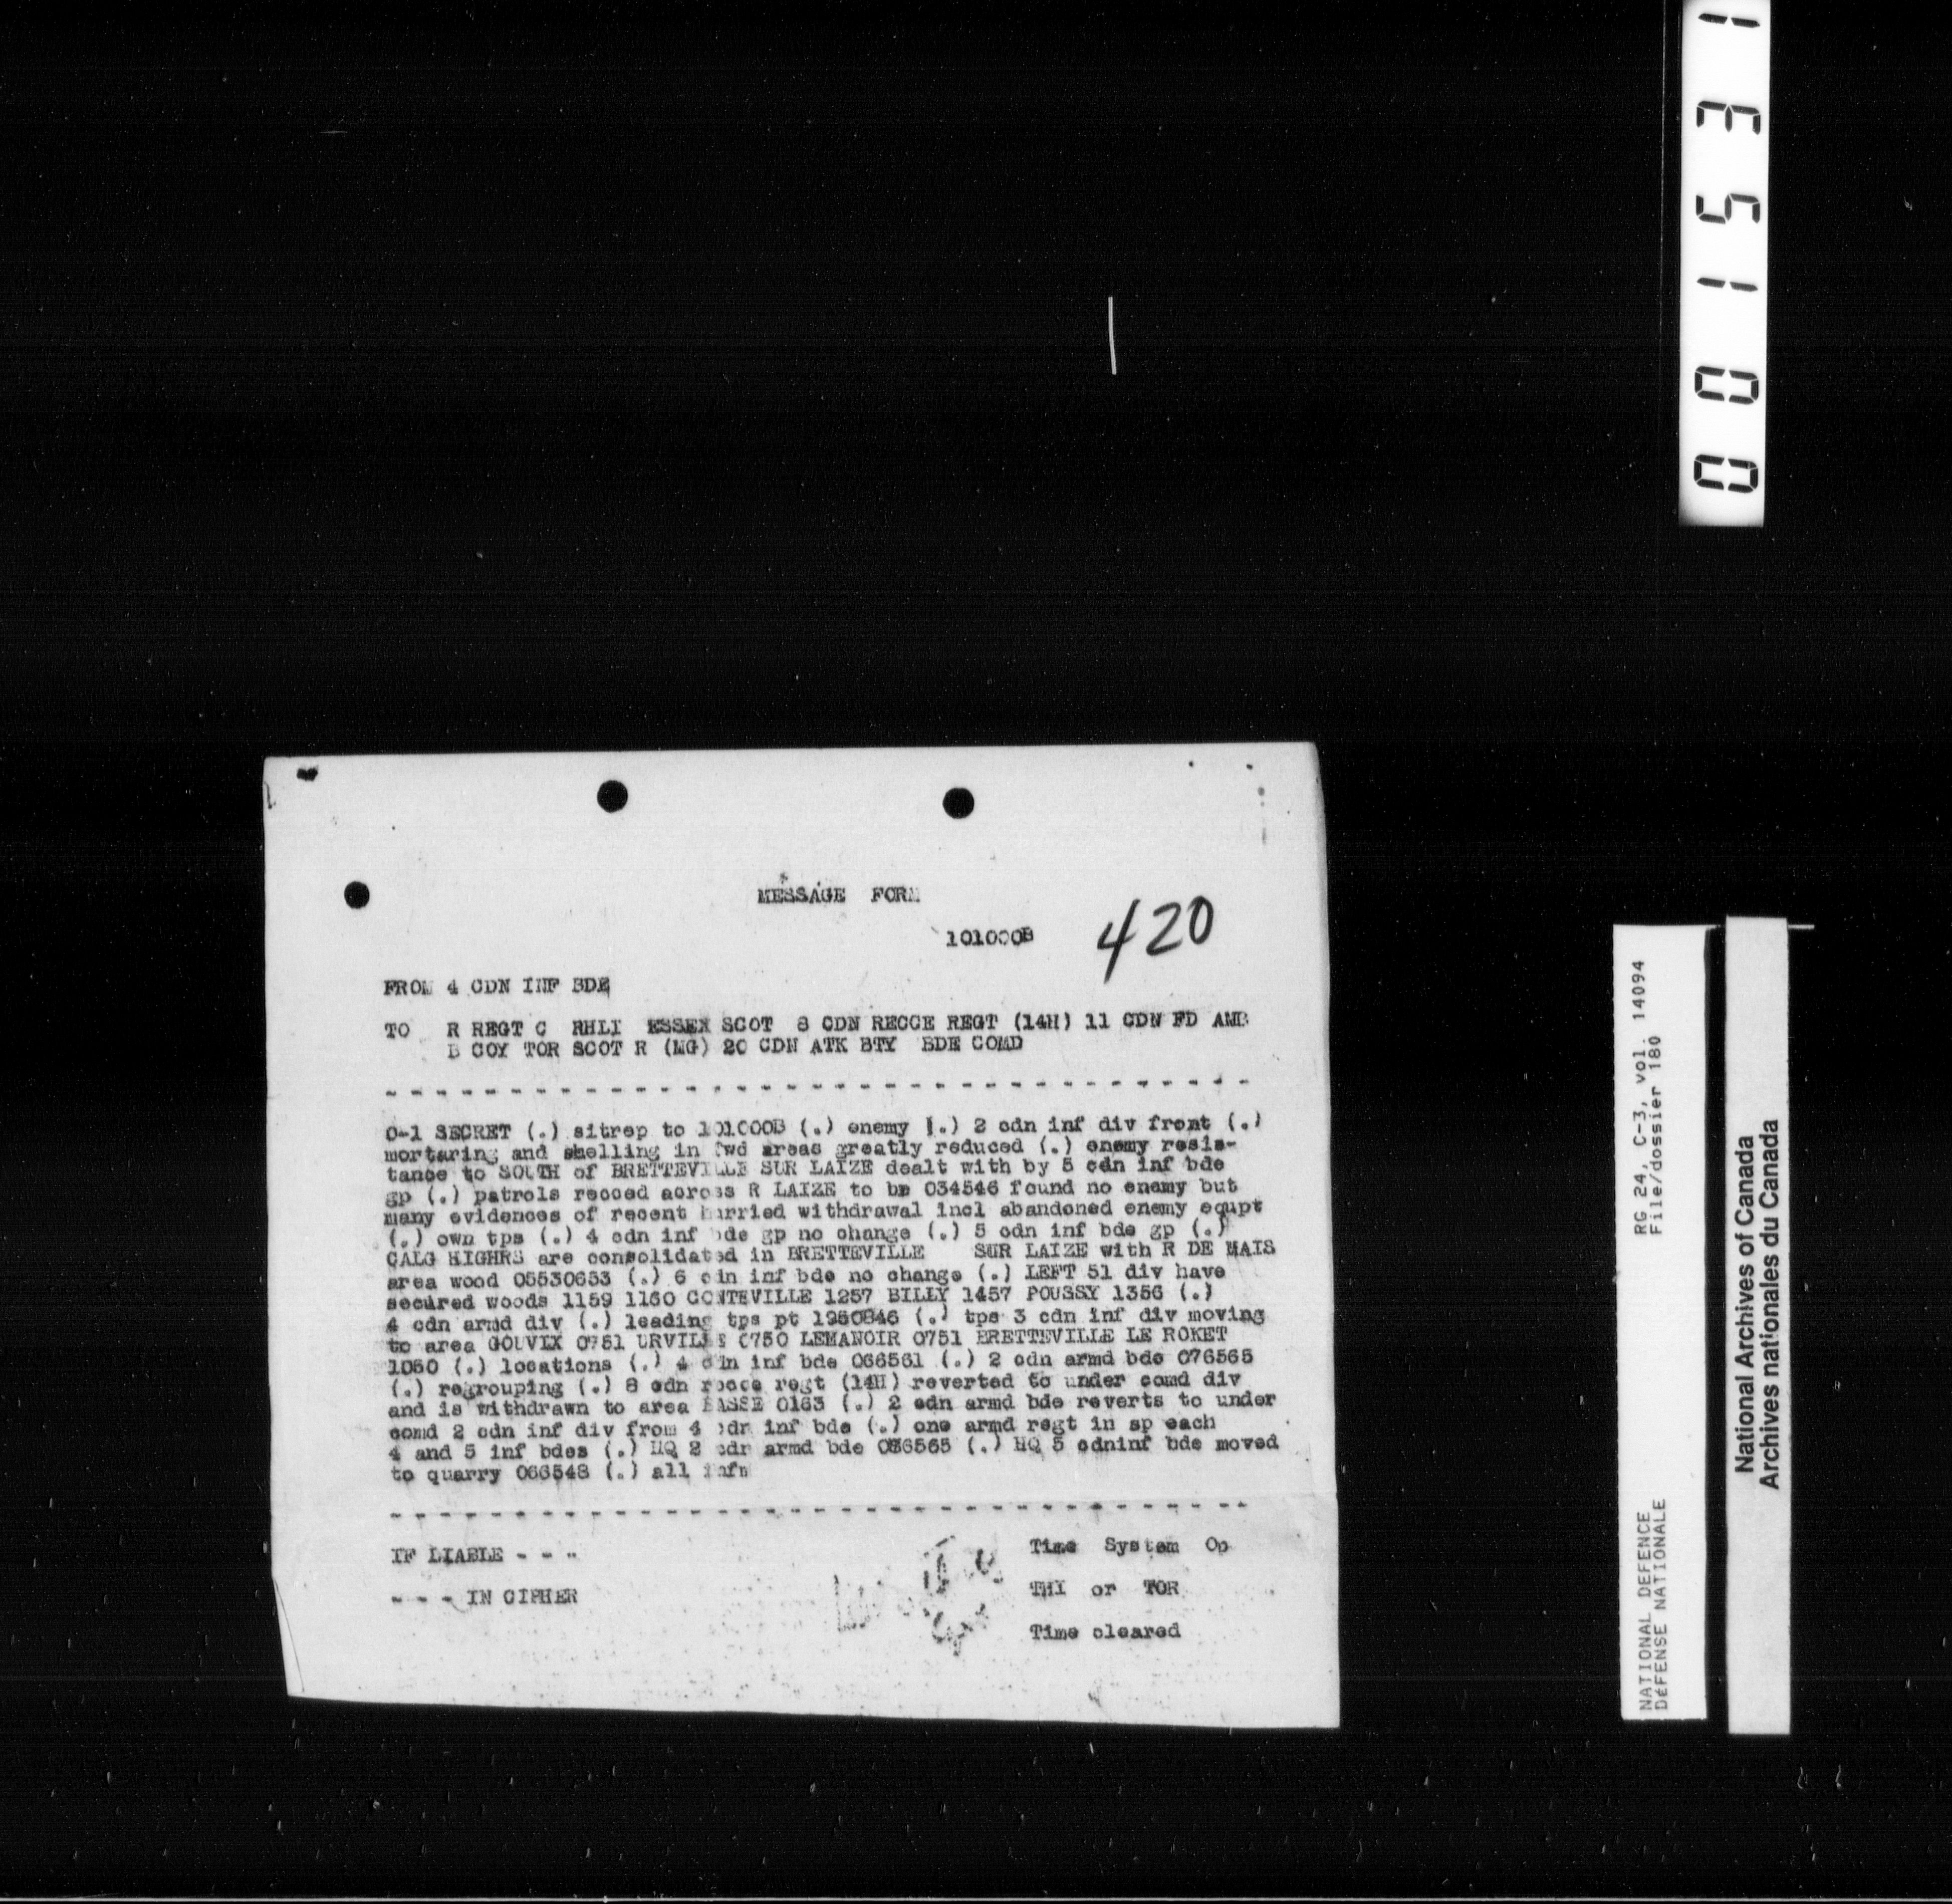 001531
MESSAGE FORM
101000B
420
FROM 4 CDN INF BDE
TO R REGT C RHLI ESSEX SCOT 8 CDN RECCE REGT (14H) 11 CDN FD AMB
B COY TOR SCOT R (MG) 20 CDN ATK BTY BDE COMD
- - - - - - - - - - - - - - - - - - - - - - - - - - - - - - - - - -
O-1 SECRET (.) sitrep to 101000B (.) enemy (.) 2 cdn inf div front (.)
mortaring and shelling in fwd areas greatly reduced (.) enemy resis-
tance to SOUTH of BRETTEVILLE SUR LAIZE dealt with by 5 cdn inf bde
gp (.) patrols recced across R LAIZE to br 034546 found no enemy but
many evidences of recent hurried withdrawal incl abandoned enemy eqpt
(.) own tps (.) 4 cdn inf bde gp no change (.) 5 cdn inf bde gp (.)
CALG HIGHRS are consolidated in BRETTEVILLE SUR LAIZE with R DE MAIS
area wood 05530653 (.) 6 cdn inf bde no change (.) LEFT 51 div have
secured woods 1159 1160 CONTEVILLE 1257 BILLY 1457 POUSSY 1356 (.)
4 cdn armd div (.) leading tps pt 1950846 (.) tps 3 cdn inf div moving
to area GOUVIX 0751 URVILLE 0750 LEMANOIR 0751 BRETTEVILLE LE ROKET
1050 (.) locations (.) 4 cdn inf bde 066561 (.) 2 cdn armd bde 076565
(.) regrouping (.) 8 cdn recce regt (14H) reverted to under comd div
and is withdrawn to area BASSE 0163 (.) 2 cdn armd bde reverts to under
comd 2 cdn inf div from 4 cdn inf bde (.) one armd regt in sp each
4 and 5 inf bdes (.) HQ 2 cdn armd bde 086565 (.) HQ 5 cdninf bde moved
to quarry 066548 (.) all infm
- - - - - - - - - - - - - - - - - - - - - - - - - - - - - - - - - -
IF LIABLE - - -
- - - IN CIPHER
Time System Op
THI or TOR
Time cleared
RG 24, C-3, vol. 14094
File/dossier 180
NATIONAL DEFENCE
DéFENSE NATIONALE
National Archives of Canada
Archives nationales du Canada